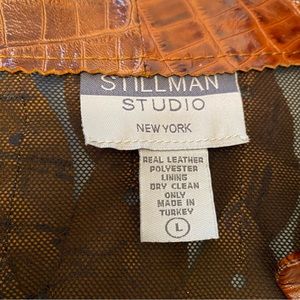 STILLMAN
STUDIO
NEW YORK
REAL LEATHER
POLYESTER
LINING
DRY CLEAN
ONLY
MADE IN
TURKEY
L